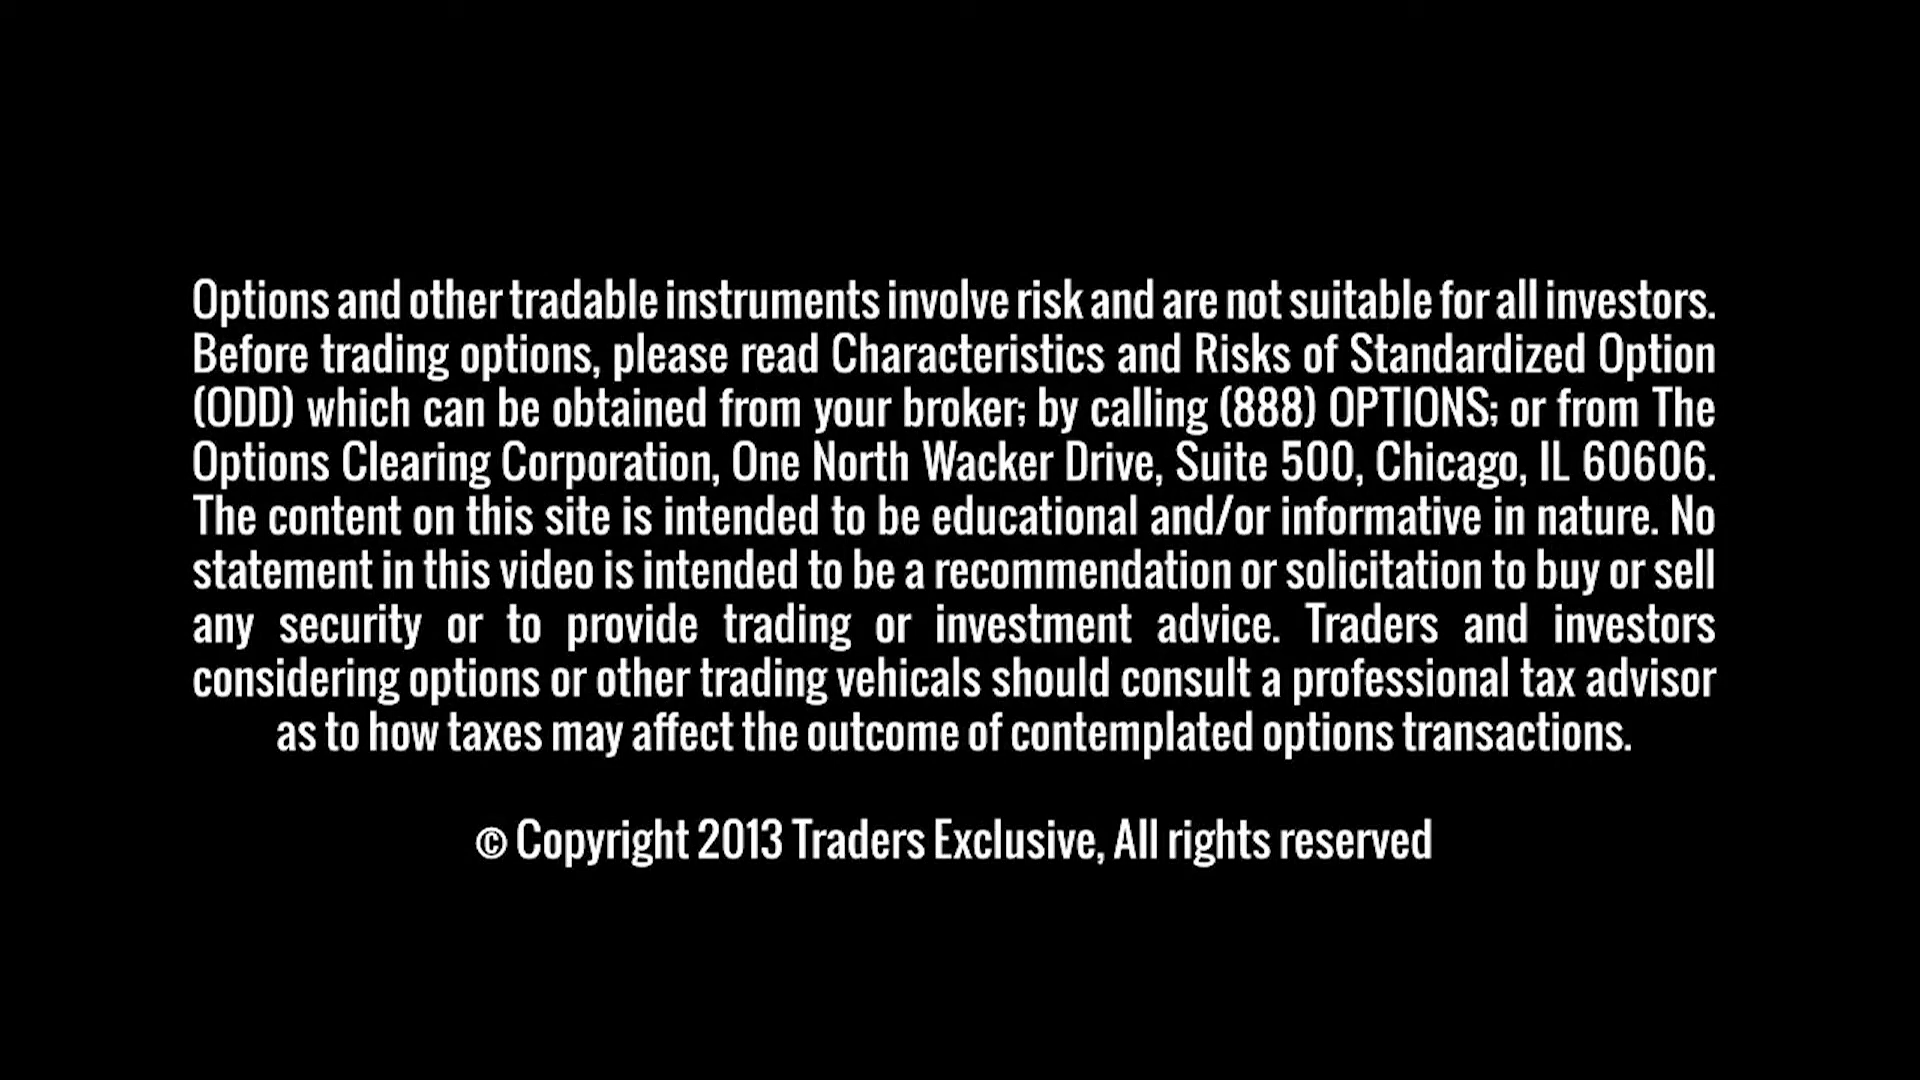 Options and other tradable instruments involve risk and are not suitable for all investors.
Before trading options, please read Characteristics and Risks of Standardized Option
(ODD) which can be obtained from your broker; by calling (888) OPTIONS; or from The
Options Clearing Corporation, One North Wacker Drive, Suite 500, Chicago, IL 60606.
The content on this site is intended to be educational and/or informative in nature. No
statement in this video is intended to be a recommendation or solicitation to buy or sell
any security or to provide trading or investment advice. Traders and investors
considering options or other trading vehicals should consult a professional tax advisor
as to how taxes may affect the outcome of contemplated options transactions.
© Copyright 2013 Traders Exclusive, All rights reserved